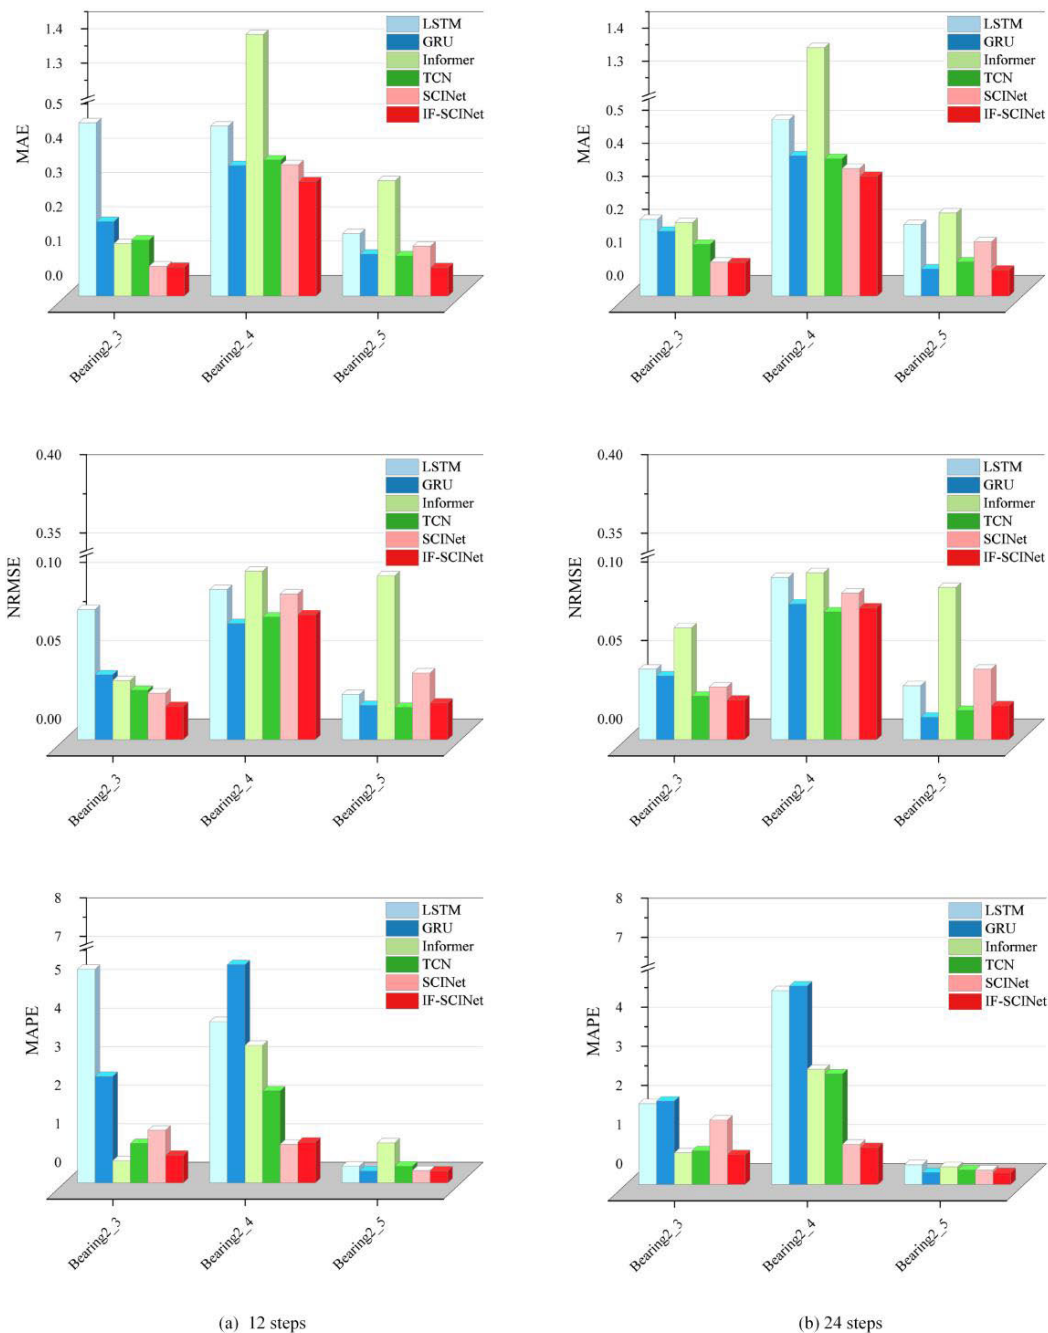 1.4
1.3
0.5
0.4
0.3
0.2
0.1
0.0
MAE
LSTM
GRU
Informer
TCN
SCINet
IF-SCINet
Bearing2_3
Bearing2_4
Bearing2_5
1.4
1.3
0.5
0.4
0.3
0.2
0.1
0.0
MAE
LSTM
GRU
Informer
TCN
SCINet
IF-SCINet
Bearing2_3
Bearing2_4
Bearing2_5
0.40
0.35
0.10
0.05
0.00
NRMSE
LSTM
GRU
Informer
TCN
SCINet
IF-SCINet
Bearing2_3
Bearing2_4
Bearing2_5
0.40
0.35
0.10
0.05
0.00
NRMSE
LSTM
GRU
Informer
TCN
SCINet
IF-SCINet
Bearing2_3
Bearing2_4
Bearing2_5
8
7
5
4
3
2
1
0
MAPE
LSTM
GRU
Informer
TCN
SCINet
IF-SCINet
Bearing2_3
Bearing2_4
Bearing2_5
8
7
4
3
2
1
0
MAPE
LSTM
GRU
Informer
TCN
SCINet
IF-SCINet
Bearing2_3
Bearing2_4
Bearing2_5
(a) 12 steps
(b) 24 steps